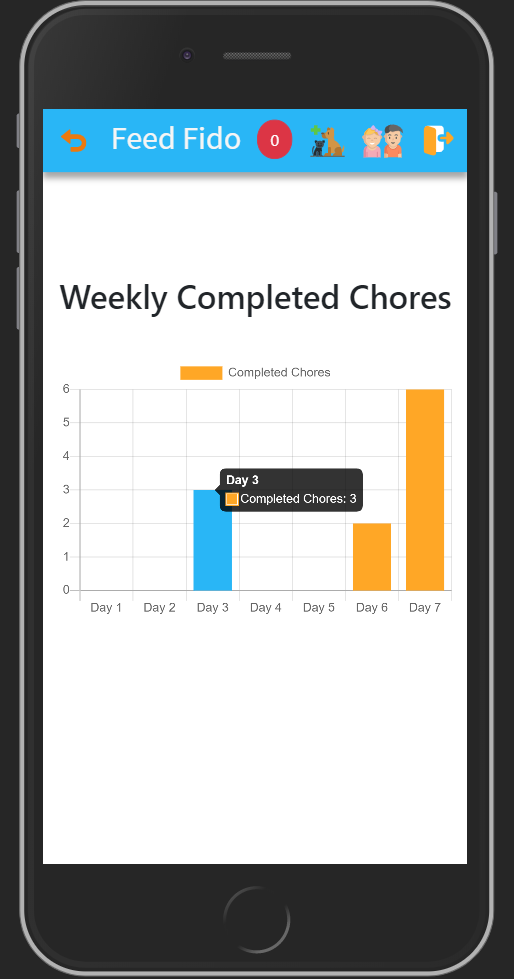 Feed Fido 0
Weekly Completed Chores
Completed Chores
6
5
4
3
2
1
0
Day 3
Completed Chores: 3
Day 1 Day 2 Day 3 Day 4 Day 5 Day 6 Day 7